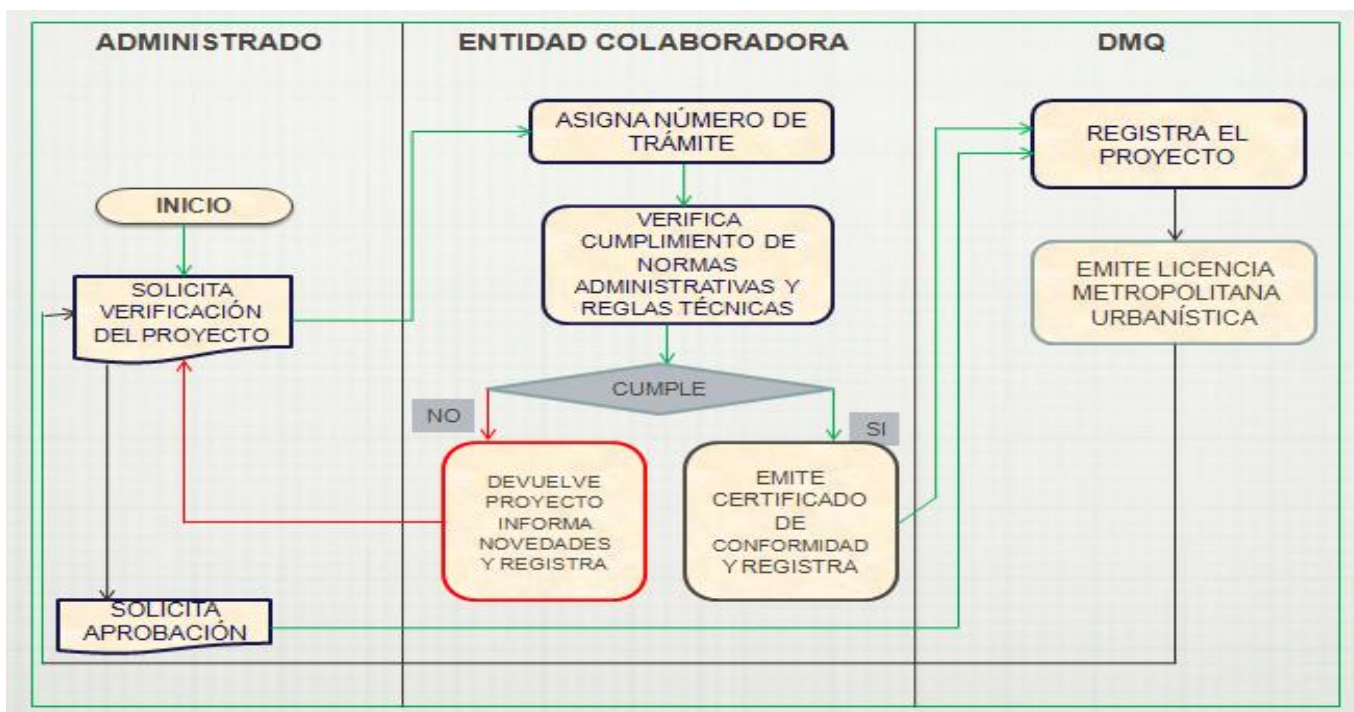 ADMINISTRADO
ENTIDAD COLABORADORA
DMQ
INICIO
SOLICITA
VERIFICACIÓN
DEL PROYECTO
SOLICITA
APROBACIÓN
ASIGNA NÚMERO DE
TRÁMITE
VERIFICA
CUMPLIMIENTO DE
NORMAS
ADMINISTRATIVAS Y
REGLAS TÉCNICAS
CUMPLE
NO
SI
DEVUELVE
PROYECTO
INFORMA
NOVEDADES
Y REGISTRA
EMITE
CERTIFICADO
DE
CONFORMIDAD
Y REGISTRA
REGISTRA EL
PROYECTO
EMITE LICENCIA
METROPOLITANA
URBANÍSTICA